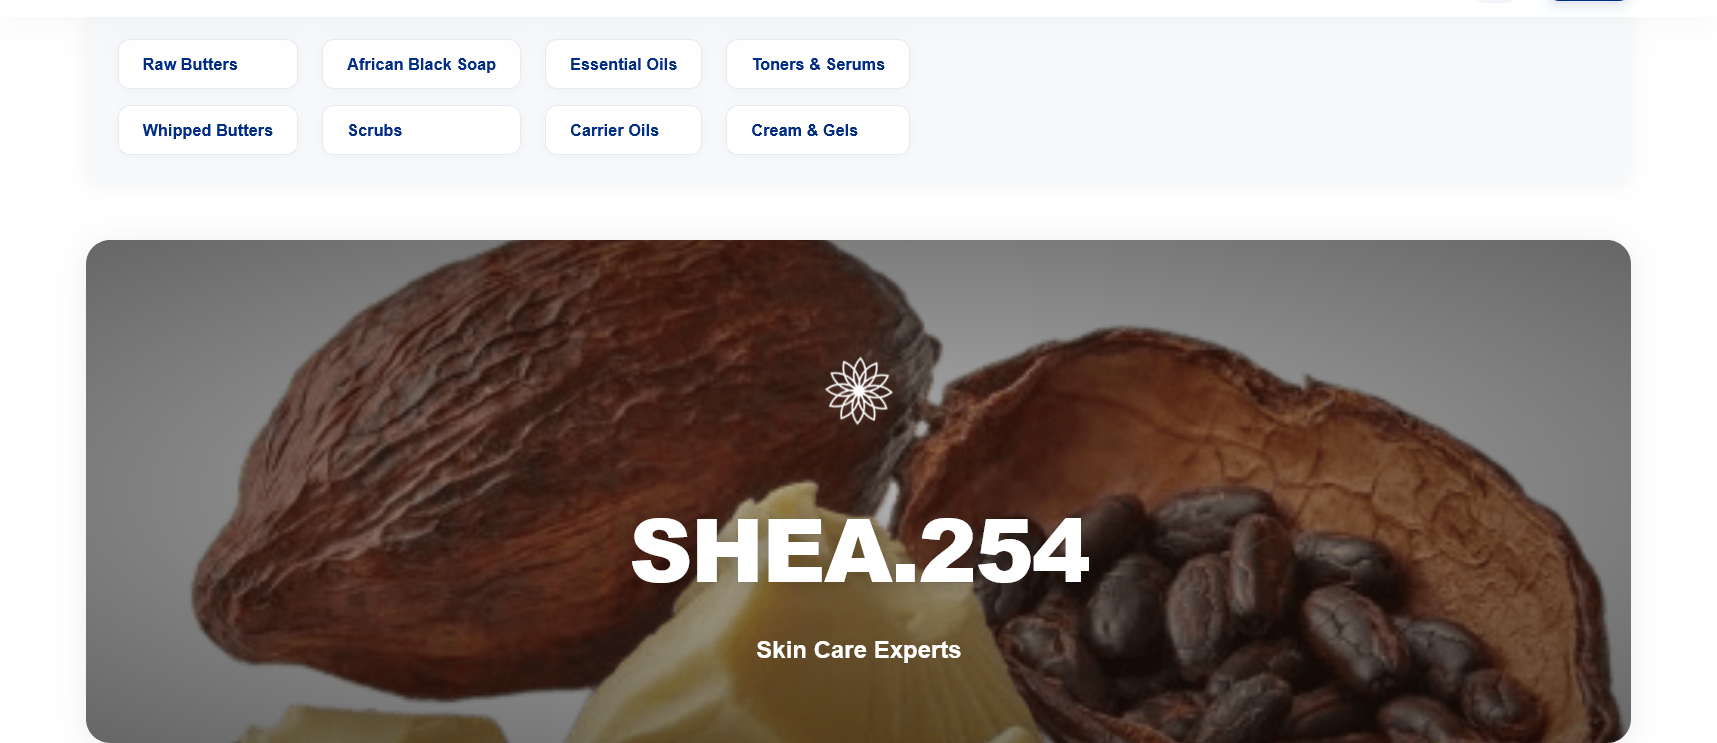 Raw Butters
African Black Soap
Essential Oils
Toners & Serums
Whipped Butters
Scrubs
Carrier Oils
Cream & Gels
SHEA.254
Skin Care Experts